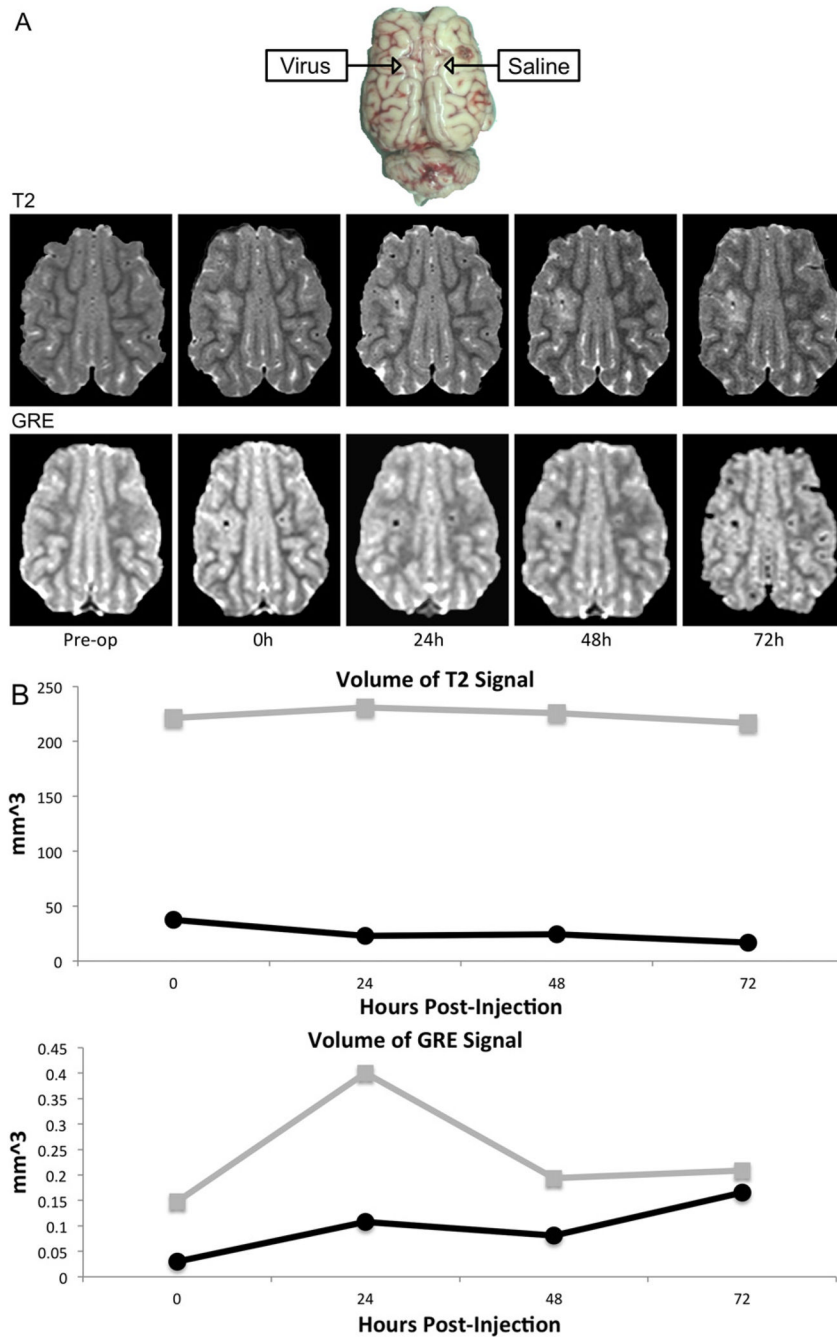 A
Virus
Saline
T2
GRE
Pre-op 0h 24h 48h 72h
B
Volume of T2 Signal
250
200
150
100
50
0
mm^3
0 24 48 72
Hours Post-Injection
Volume of GRE Signal
0.45
0.4
0.35
0.3
0.25
0.2
0.15
0.1
0.05
0
mm^3
0 24 48 72
Hours Post-Injection